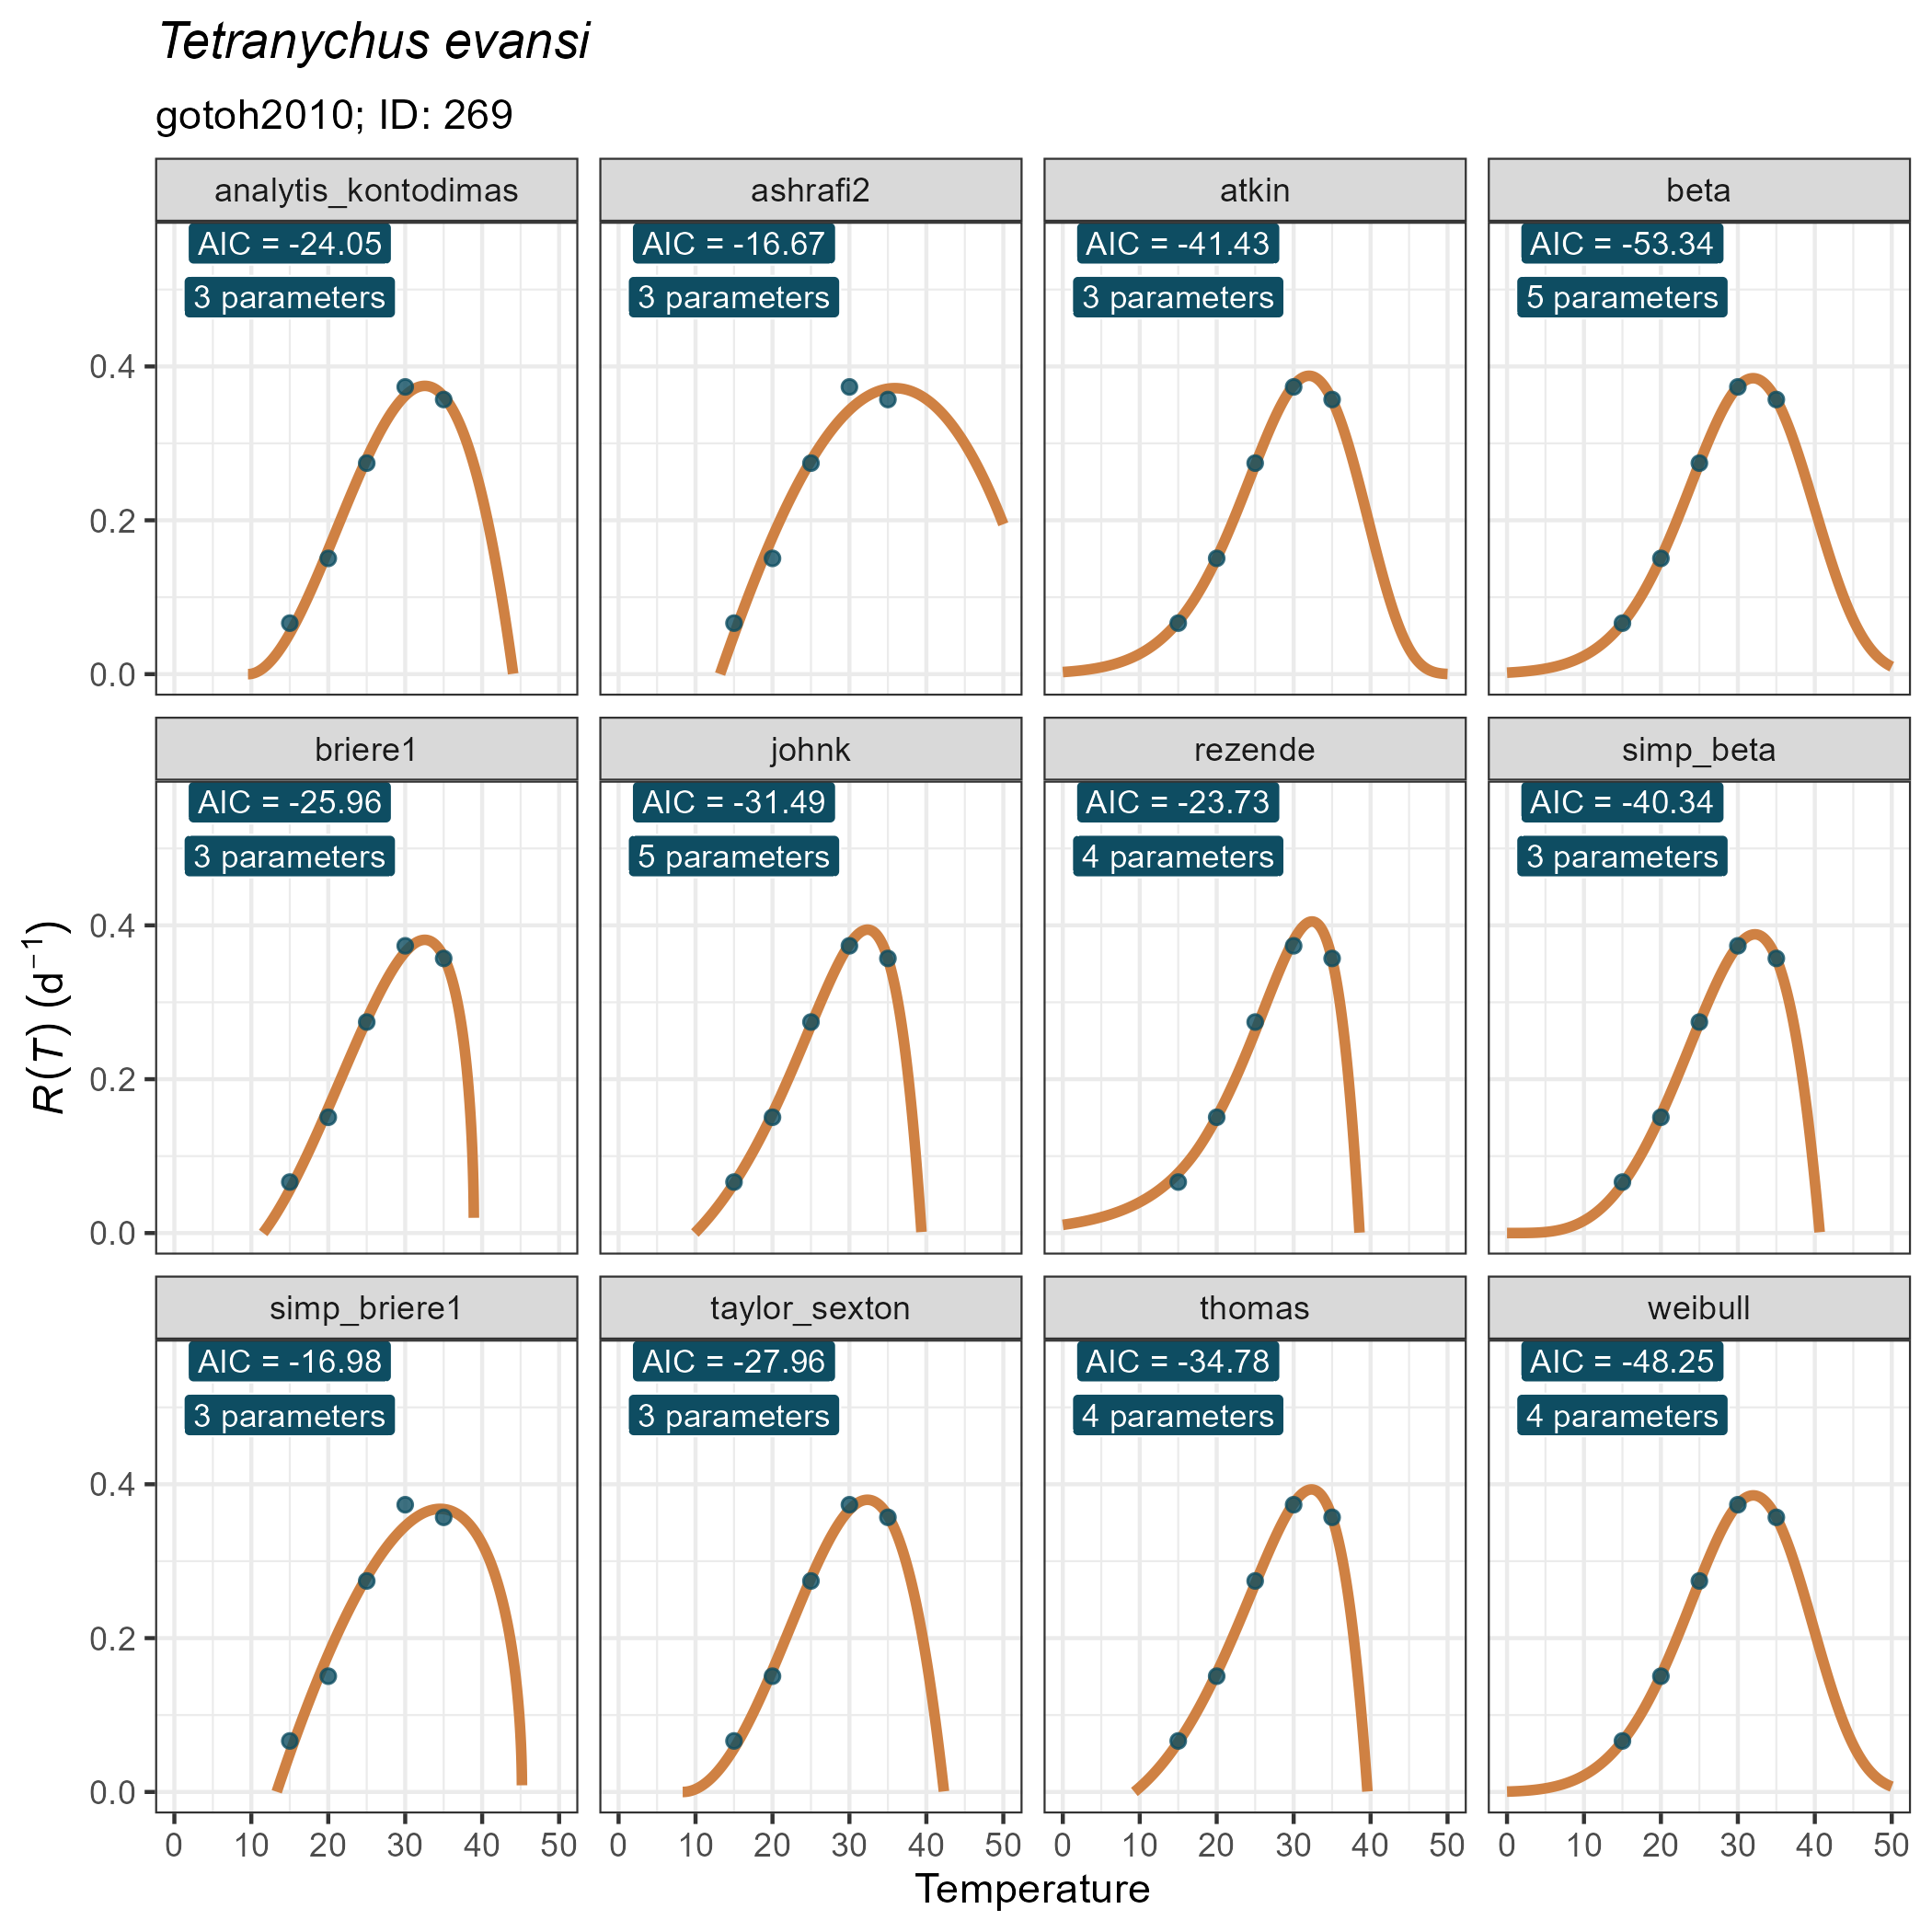 Tetranychus evansi
gotoh2010; ID: 269
analytis_kontodimas
AIC = -24.05
3 parameters
ashrafi2
AIC = -16.67
3 parameters
atkin
AIC = -41.43
3 parameters
beta
AIC = -53.34
5 parameters
0.4
0.2
0.0
briere1
AIC = -25.96
3 parameters
johnk
AIC = -31.49
5 parameters
rezende
AIC = -23.73
4 parameters
simp_beta
AIC = -40.34
3 parameters
0.4
0.2
0.0
R(T) (d⁻¹)
simp_briere1
AIC = -16.98
3 parameters
taylor_sexton
AIC = -27.96
3 parameters
thomas
AIC = -34.78
4 parameters
weibull
AIC = -48.25
4 parameters
0.4
0.2
0.0
0 10 20 30 40 50 0 10 20 30 40 50 0 10 20 30 40 50 0 10 20 30 40 50
Temperature